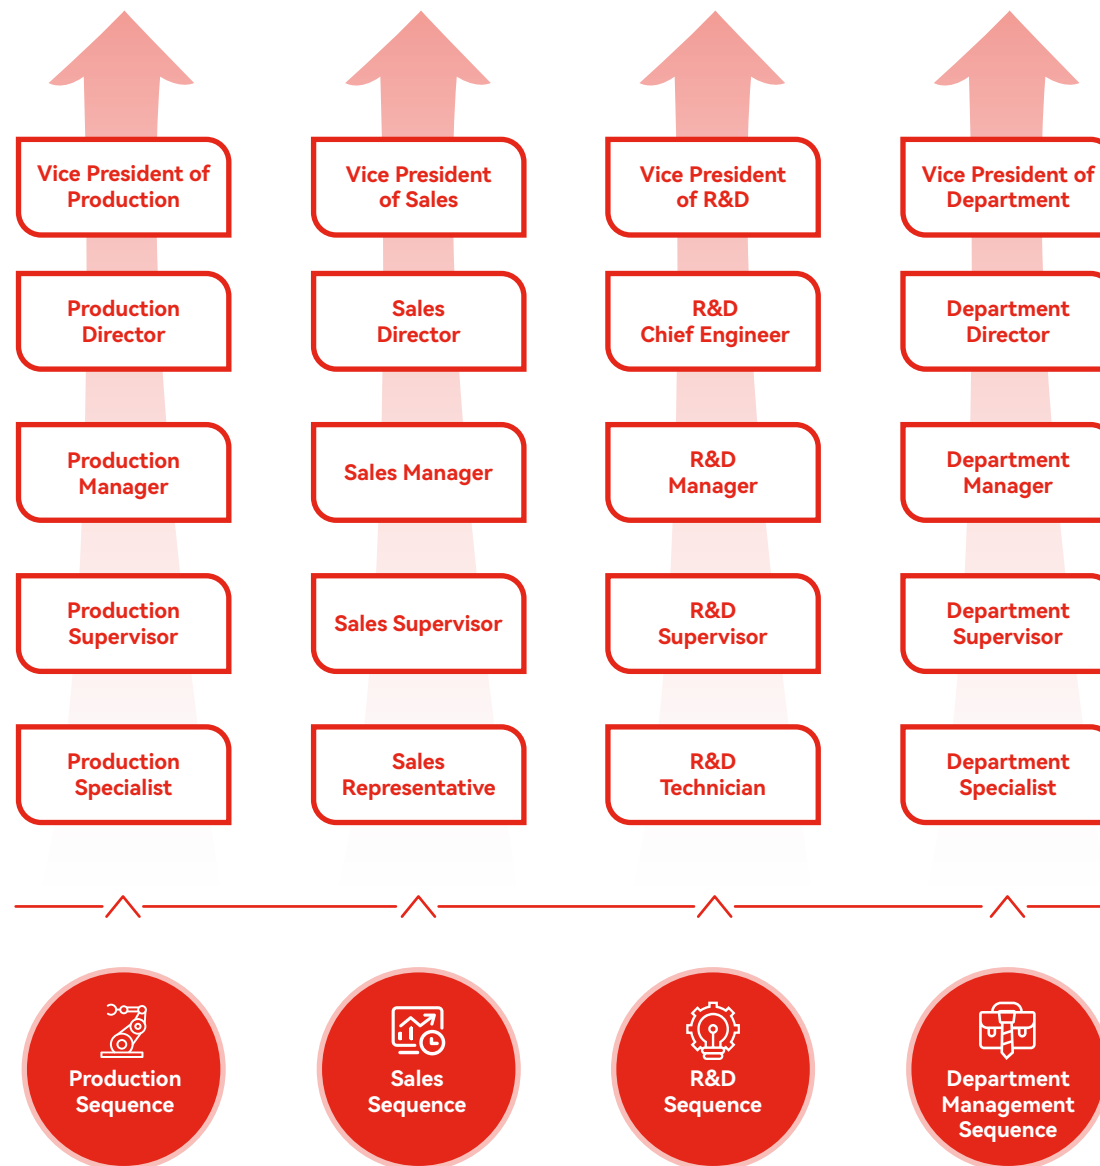 Vice President of
Production
Vice President
of Sales
Vice President
of R&D
Vice President of
Department
Production
Director
Sales
Director
R&D
Chief Engineer
Department
Director
Production
Manager
Sales Manager
R&D
Manager
Department
Manager
Production
Supervisor
Sales Supervisor
R&D
Supervisor
Department
Supervisor
Production
Specialist
Sales
Representative
R&D
Technician
Department
Specialist
Production
Sequence
Sales
Sequence
R&D
Sequence
Department
Management
Sequence